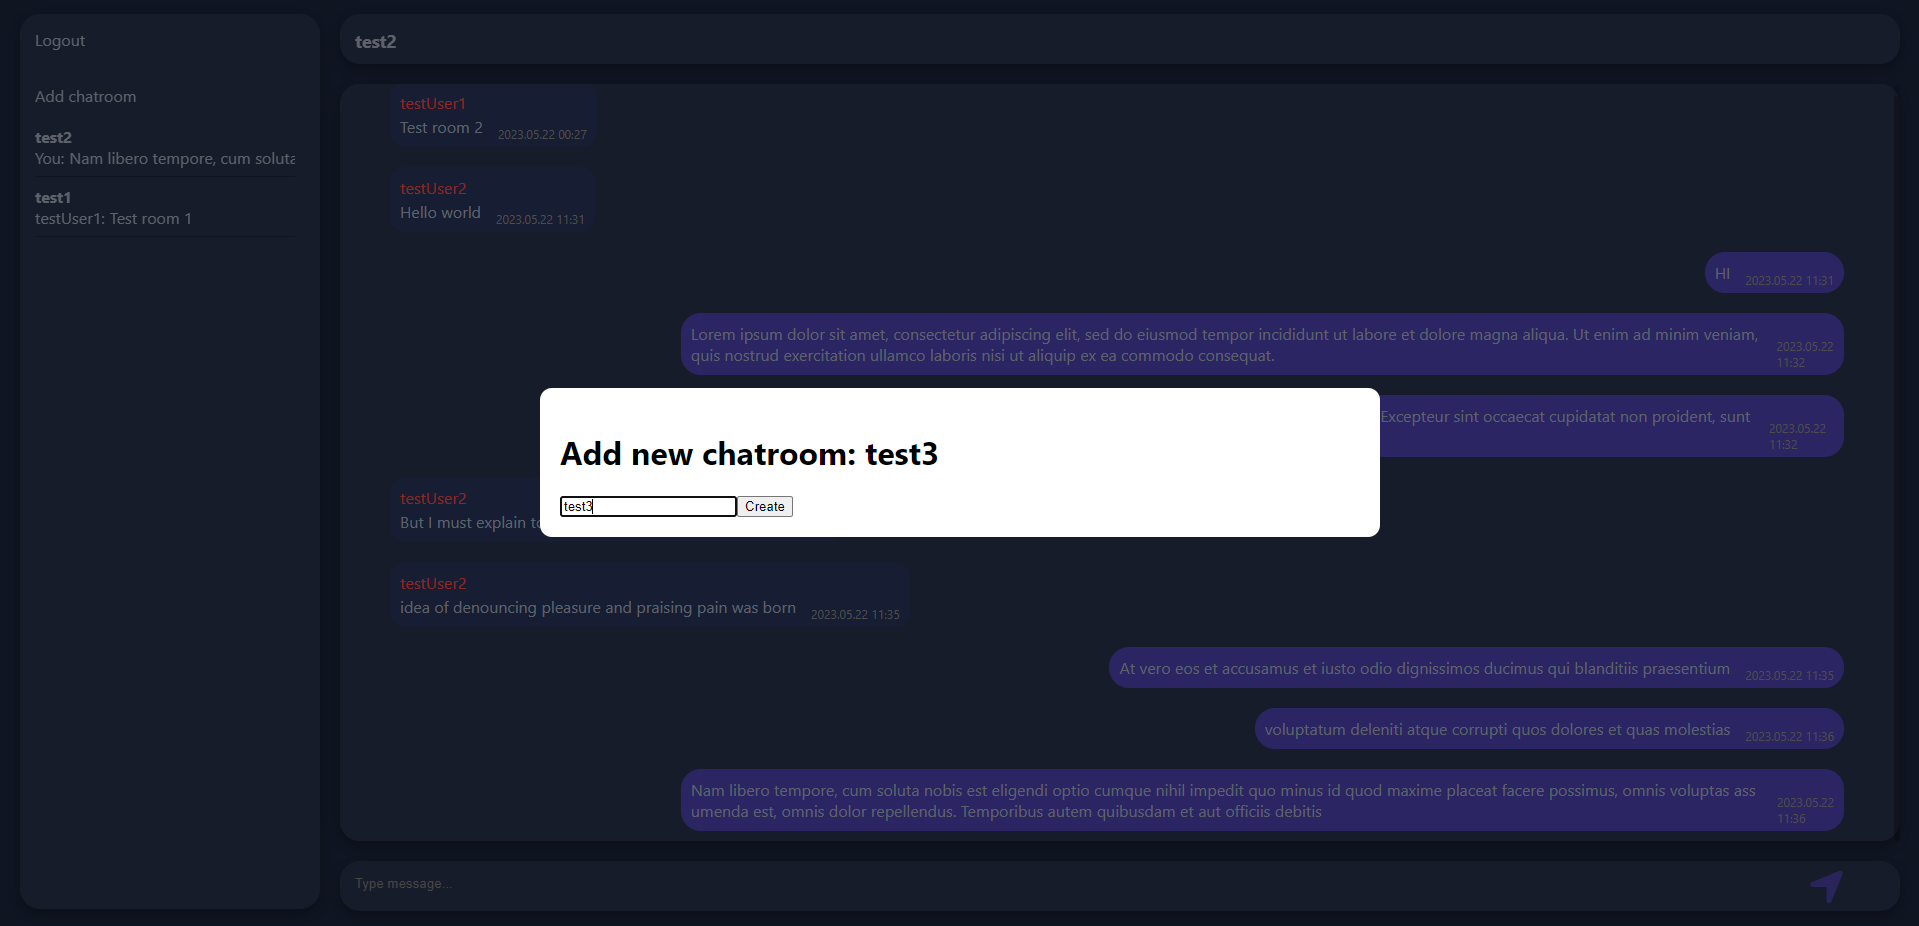 Logout
Add chatroom
test2
You: Nam libero tempore, cum soluta
test1
testUser1: Test room 1
test2
testUser1
Test room 2 2023.05.22 00:27
testUser2
Hello world 2023.05.22 11:31
HI 2023.05.22 11:31
Lorem ipsum dolor sit amet, consectetur adipiscing elit, sed do eiusmod tempor incididunt ut labore et dolore magna aliqua. Ut enim ad minim veniam,
quis nostrud exercitation ullamco laboris nisi ut aliquip ex ea commodo consequat.
2023.05.22
11:32
Excepteur sint occaecat cupidatat non proident, sunt
2023.05.22
11:32
Add new chatroom: test3
test3 Create
testUser2
But I must explain to
testUser2
idea of denouncing pleasure and praising pain was born 2023.05.22 11:35
At vero eos et accusamus et iusto odio dignissimos ducimus qui blanditiis praesentium 2023.05.22 11:35
voluptatum deleniti atque corrupti quos dolores et quas molestias 2023.05.22 11:36
Nam libero tempore, cum soluta nobis est eligendi optio cumque nihil impedit quo minus id quod maxime placeat facere possimus, omnis voluptas ass
umenda est, omnis dolor repellendus. Temporibus autem quibusdam et aut officiis debitis
2023.05.22
11:36
Type message...